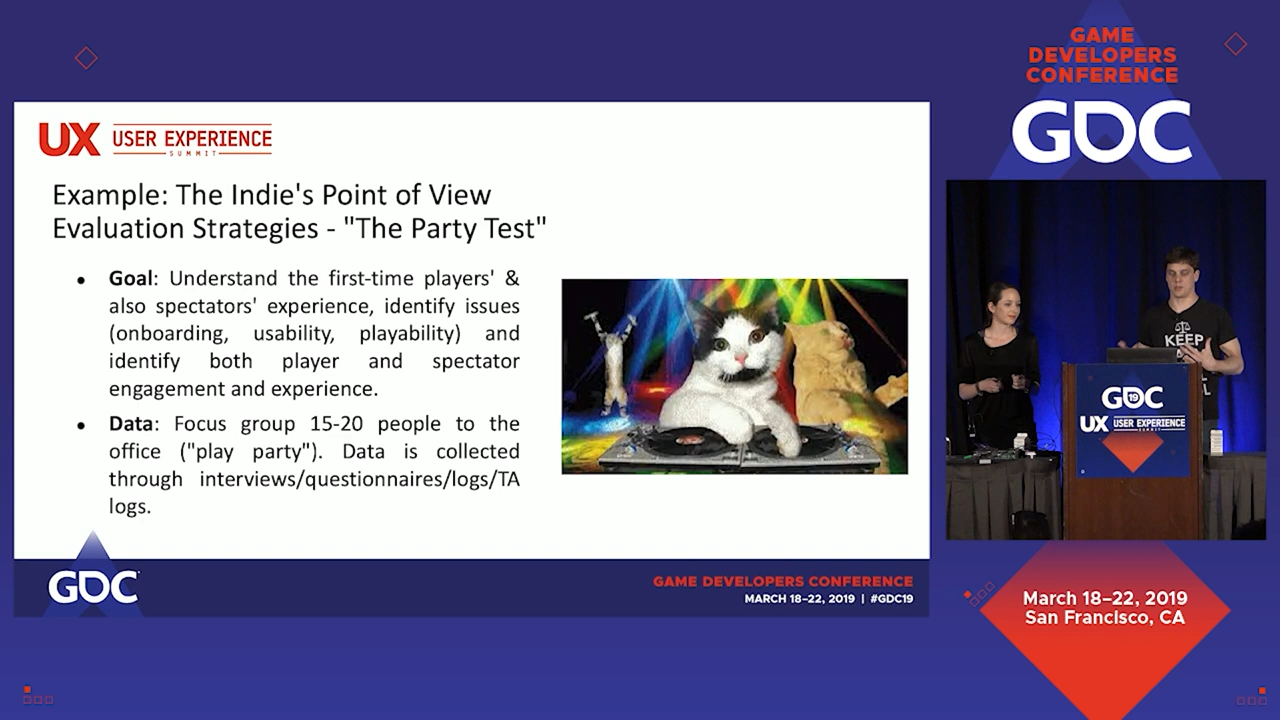 GAME
DEVELOPERS
CONFERENCE
GDC
UX USER EXPERIENCE
SUMMIT
Example: The Indie's Point of View
Evaluation Strategies - "The Party Test"
• Goal: Understand the first-time players' &
also spectators' experience, identify issues
(onboarding, usability, playability) and
identify both player and spectator
engagement and experience.
• Data: Focus group 15-20 people to the
office ("play party"). Data is collected
through interviews/questionnaires/logs/TA
logs.
GDC
GAME DEVELOPERS CONFERENCE
MARCH 18–22, 2019 | #GDC19
KEEP
GDC
19
UX USER EXPERIENCE
SUMMIT
March 18–22, 2019
San Francisco, CA